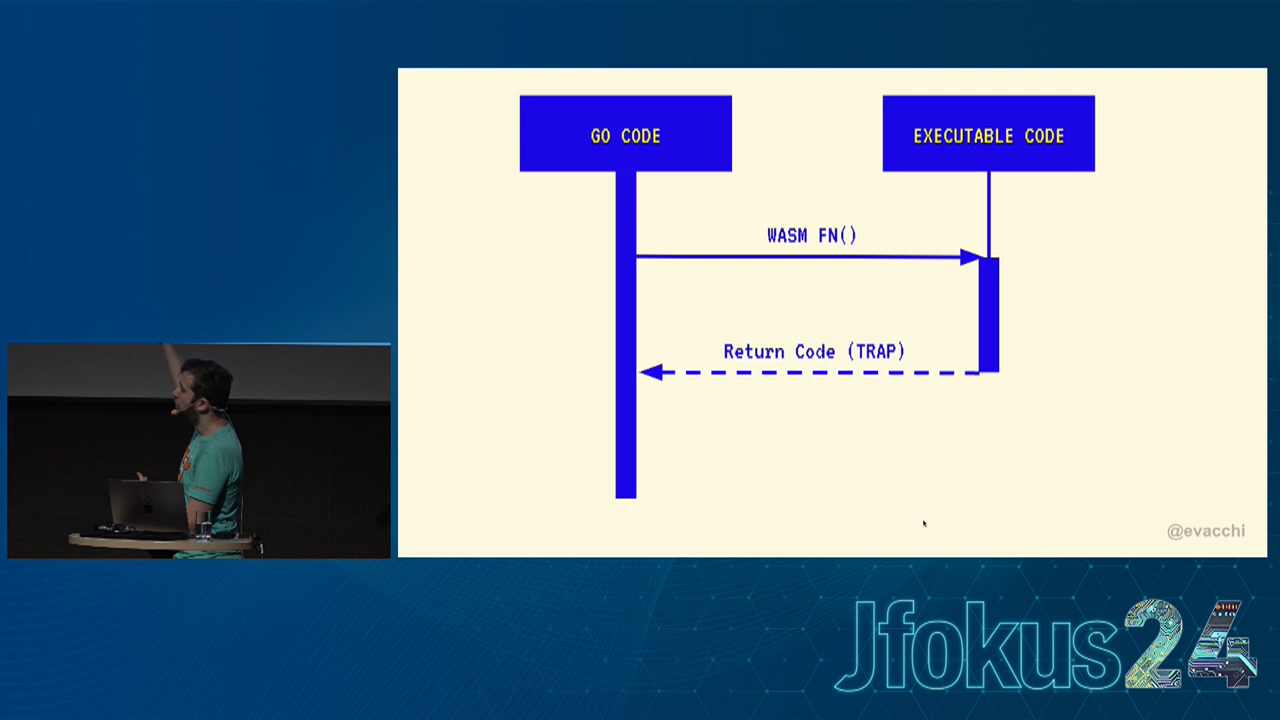 GO CODE
EXECUTABLE CODE
WASM FN()
Return Code (TRAP)
@evacchi
Jfokus24